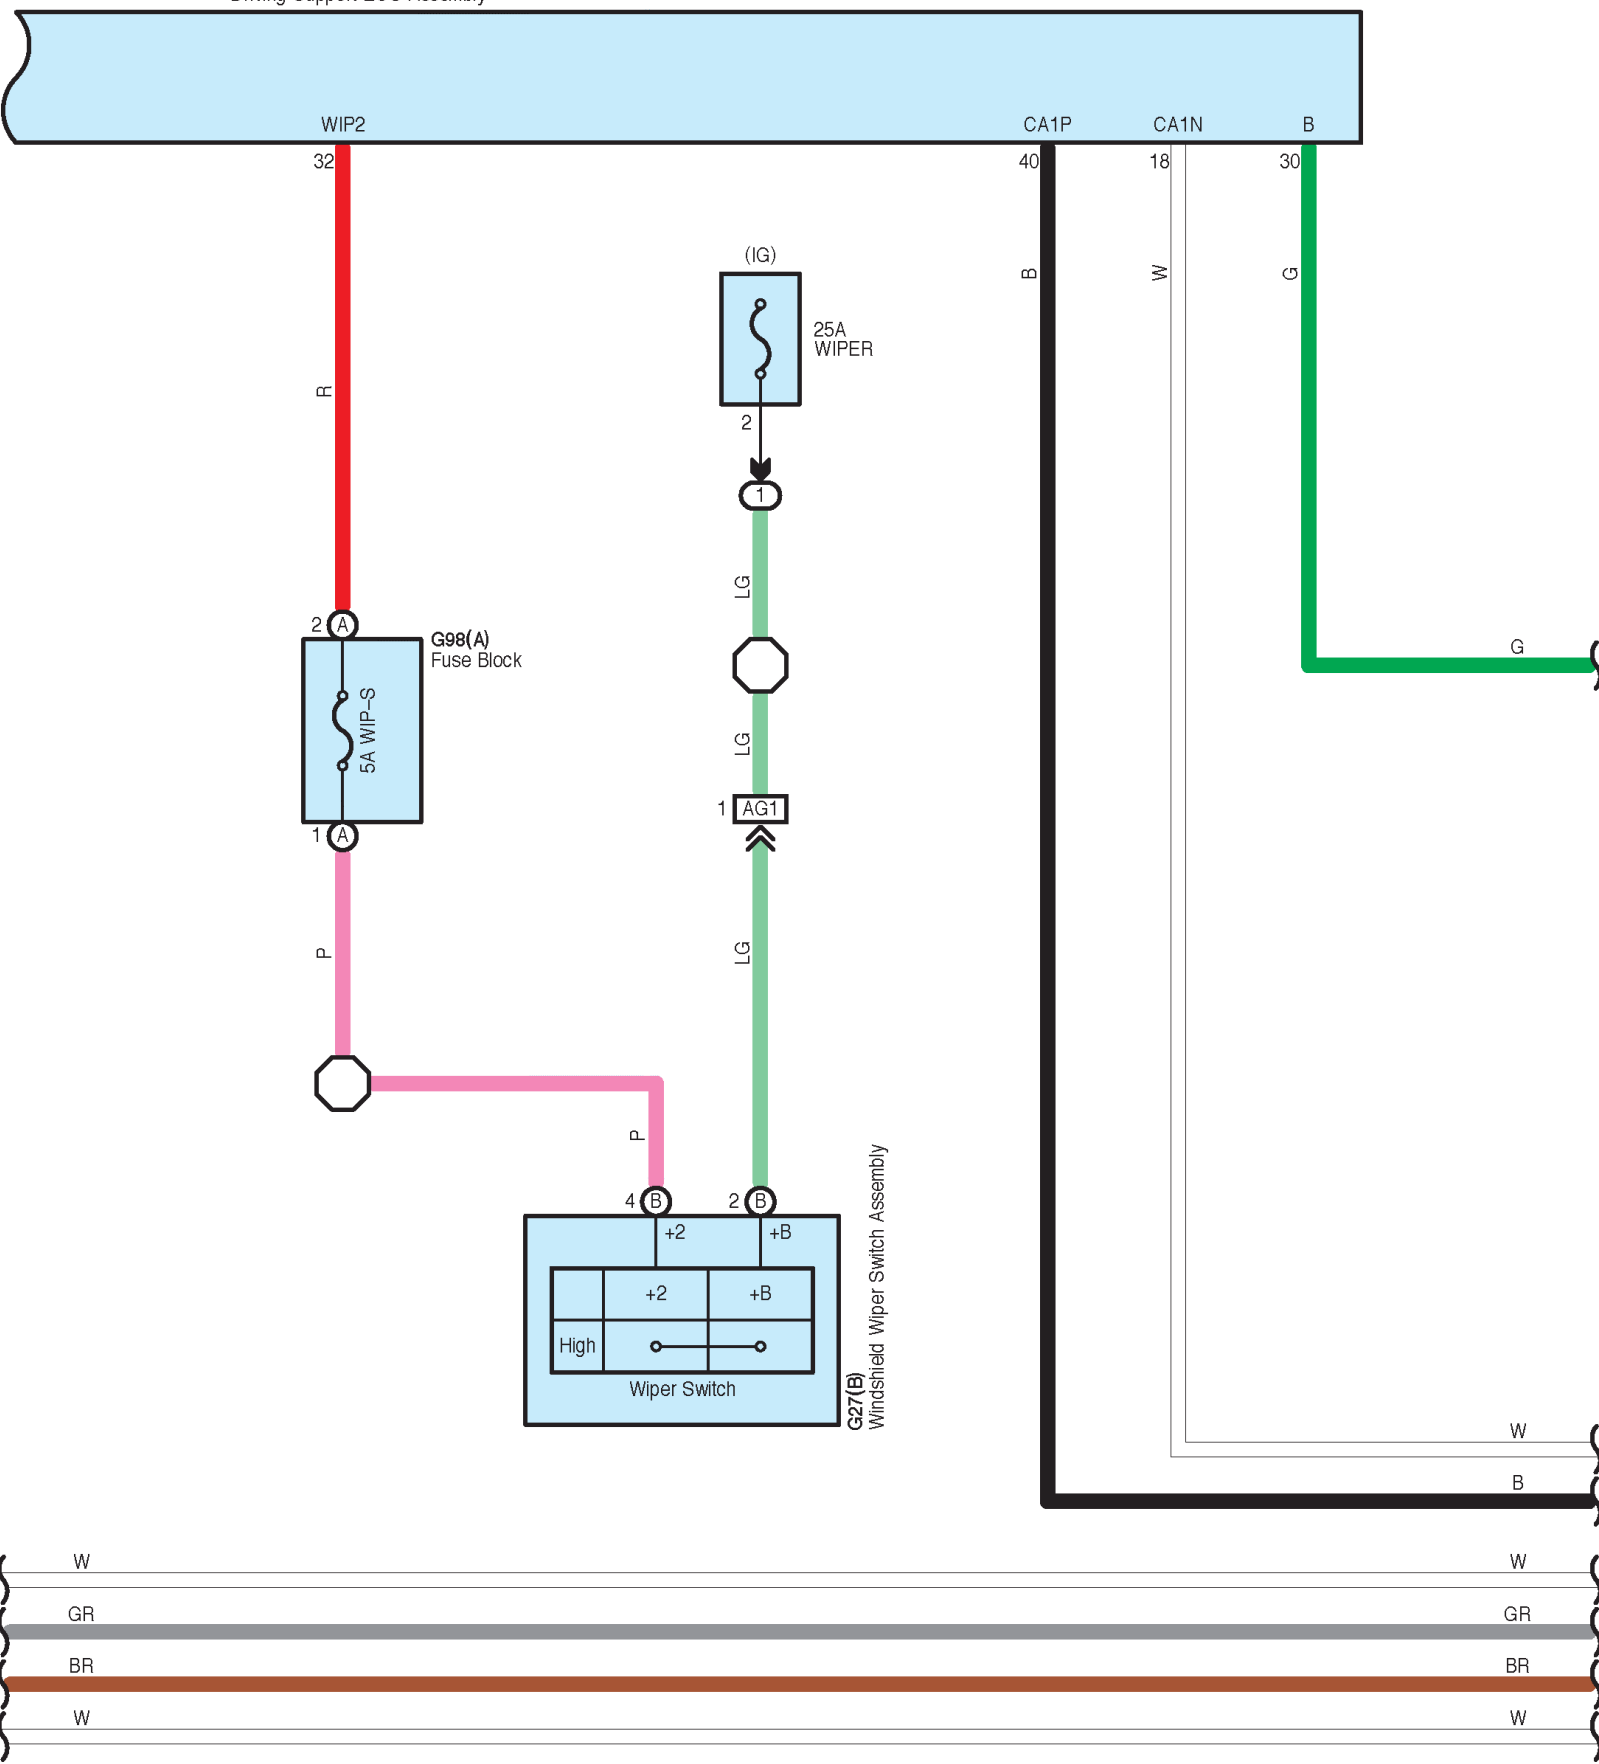 WIP2
CA1P
CA1N
B
32
40
18
30
(IG)
B
W
G
25A
WIPER
R
2
1
LG
2
A
G98(A)
Fuse Block
G
5A WIP–S
LG
1
AG1
1
A
P
LG
P
Windshield Wiper Switch Assembly
G27(B)
4
B
2
B
+2
+B
+2
+B
High
Wiper Switch
W
B
W
W
GR
GR
BR
BR
W
W